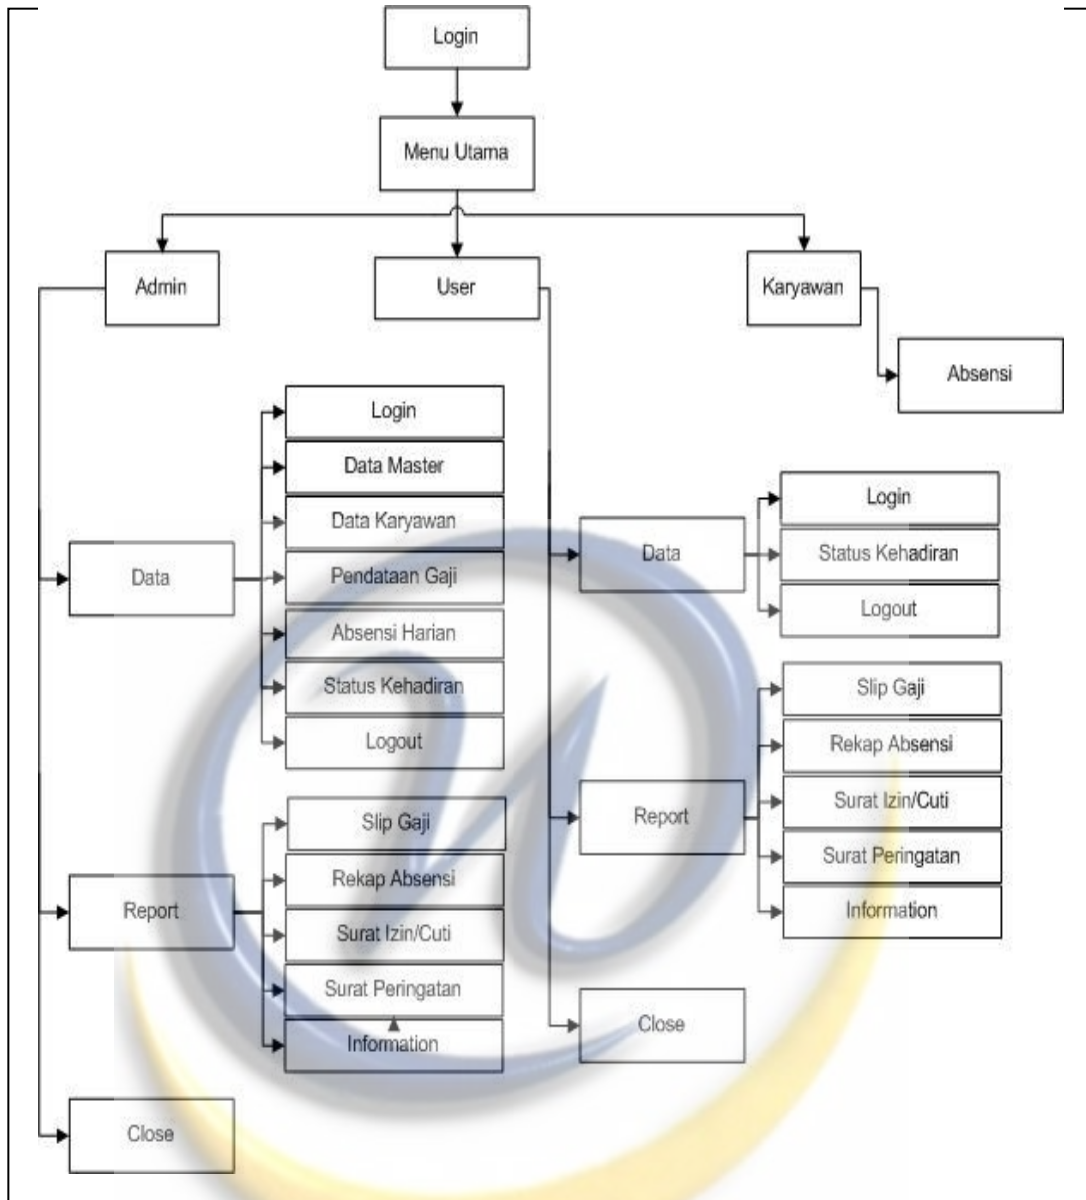 Login
Menu Utama
Admin
User
Karyawan
Absensi
Data
Login
Data Master
Data Karyawan
Pendataan Gaji
Absensi Harian
Status Kehadiran
Logout
Report
Slip Gaji
Rekap Absensi
Surat Izin/Cuti
Surat Peringatan
Information
Close
Data
Login
Status Kehadiran
Logout
Report
Slip Gaji
Rekap Absensi
Surat Izin/Cuti
Surat Peringatan
Information
Close